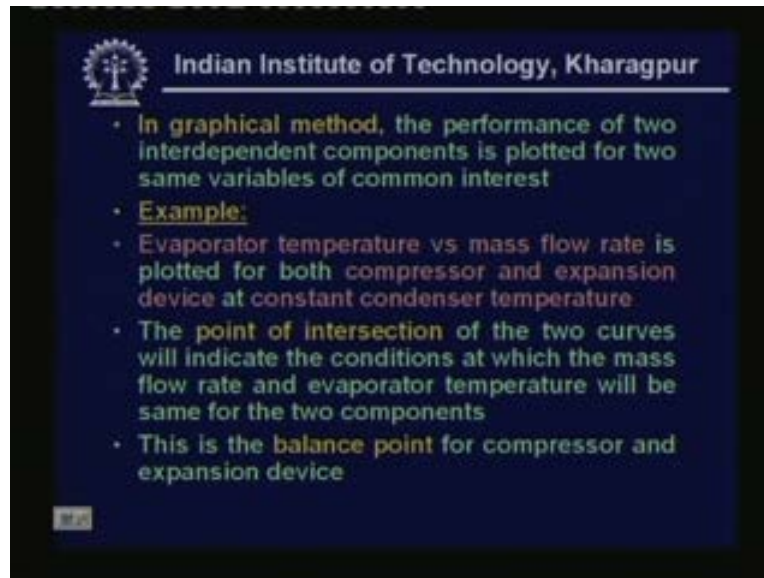 Indian Institute of Technology, Kharagpur
• In graphical method, the performance of two
interdependent components is plotted for two
same variables of common interest
• Example:
• Evaporator temperature vs mass flow rate is
plotted for both compressor and expansion
device at constant condenser temperature
• The point of intersection of the two curves
will indicate the conditions at which the mass
flow rate and evaporator temperature will be
same for the two components
• This is the balance point for compressor and
expansion device